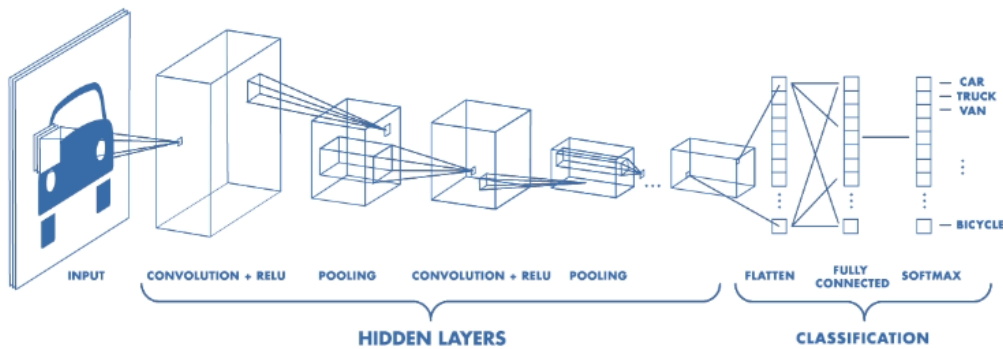 CAR
TRUCK
VAN
BICYCLE
INPUT
CONVOLUTION + RELU
POOLING
CONVOLUTION + RELU
POOLING
FLATTEN
FULLY
CONNECTED
SOFTMAX
HIDDEN LAYERS
CLASSIFICATION